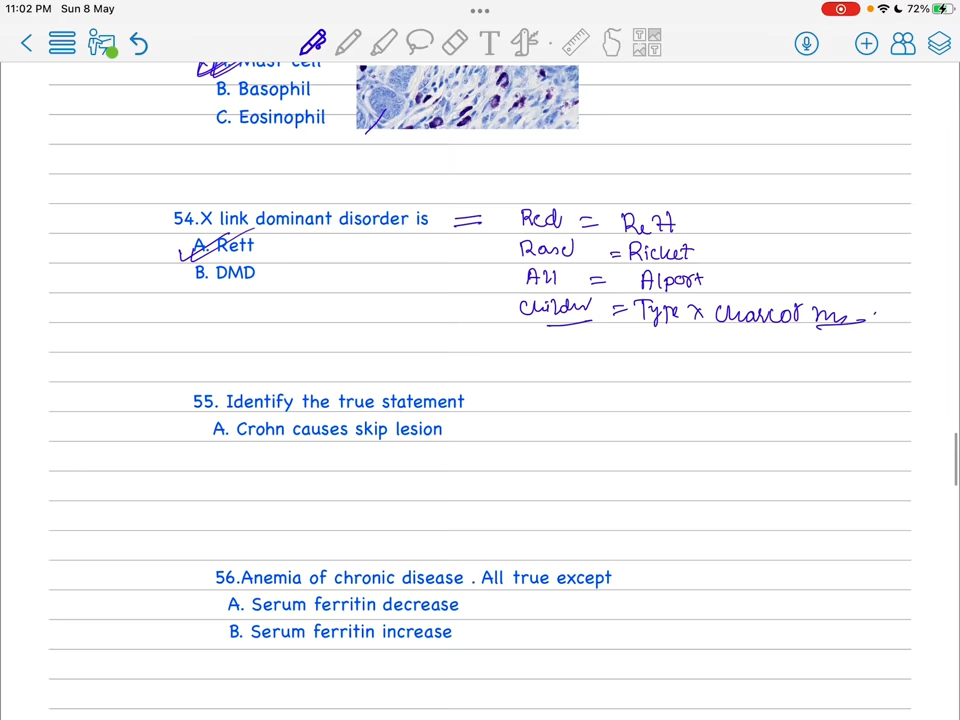 11:02 PM Sun 8 May
72%
A. Mast cell
B. Basophil
C. Eosinophil
54.X link dominant disorder is
= Red = Rett
A. Rett
= Ricket
B. DMD
All = Alport
= Type X Charcot
55. Identify the true statement
A. Crohn causes skip lesion
56.Anemia of chronic disease . All true except
A. Serum ferritin decrease
B. Serum ferritin increase